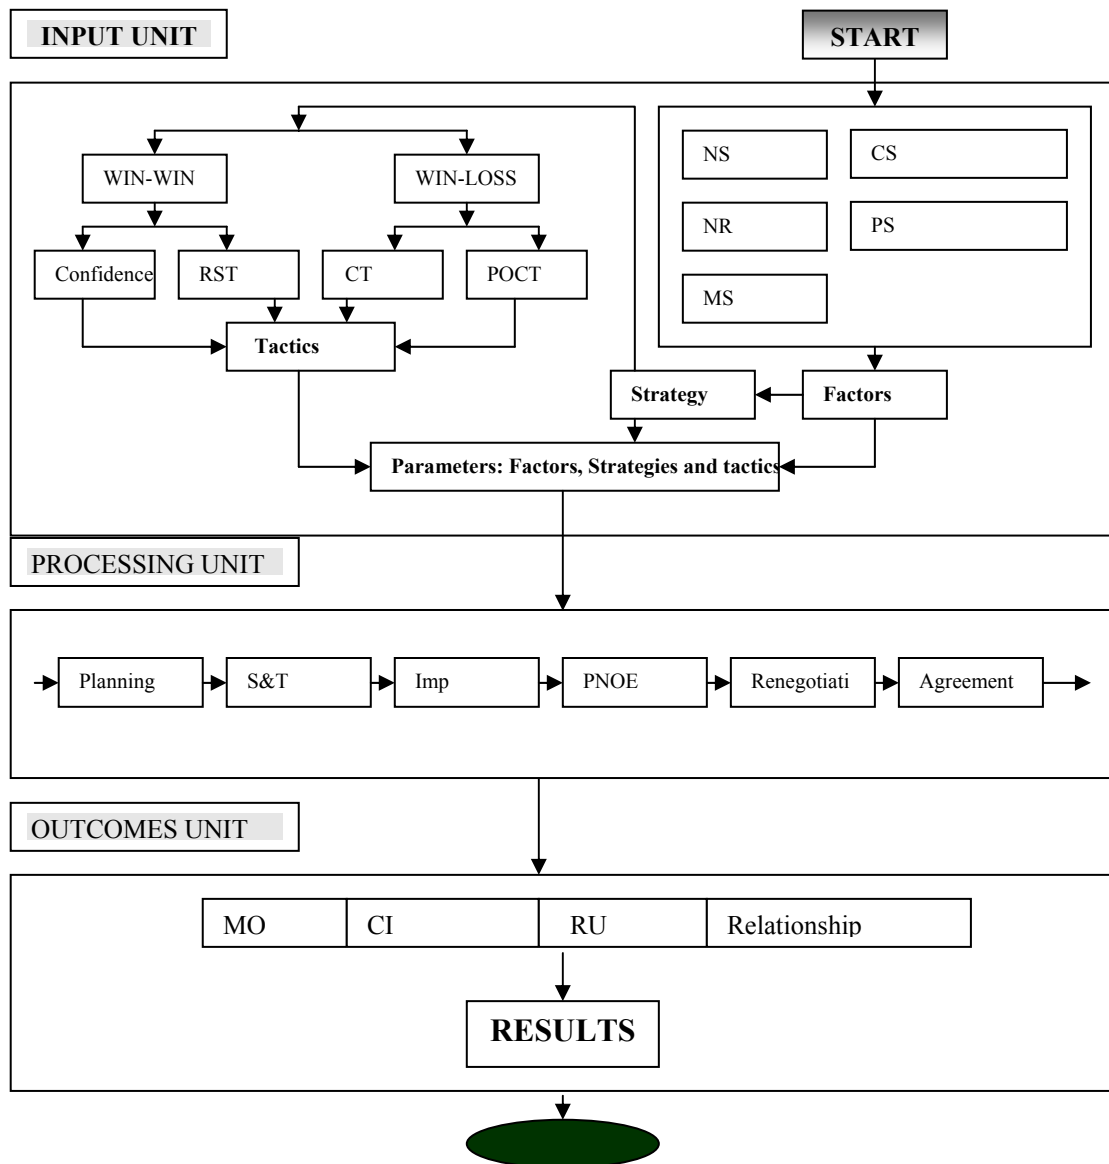 INPUT UNIT
START
NS
CS
WIN-WIN
WIN-LOSS
NR
PS
Confidence
RST
CT
POCT
MS
Tactics
Strategy
Factors
Parameters: Factors, Strategies and tactics
PROCESSING UNIT
Planning
S&T
Imp
PNOE
Renegotiati
Agreement
OUTCOMES UNIT
MO
CI
RU
Relationship
RESULTS